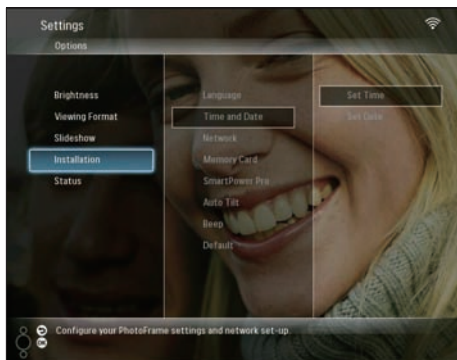 Settings
Options
Brightness
Viewing Format
Slideshow
Installation
Status
Language
Time and Date
Network
Memory Card
SmartPower Pro
Auto Tilt
Beep
Default
Set Time
Set Date
OK
Configure your PhotoFrame settings and network set-up.